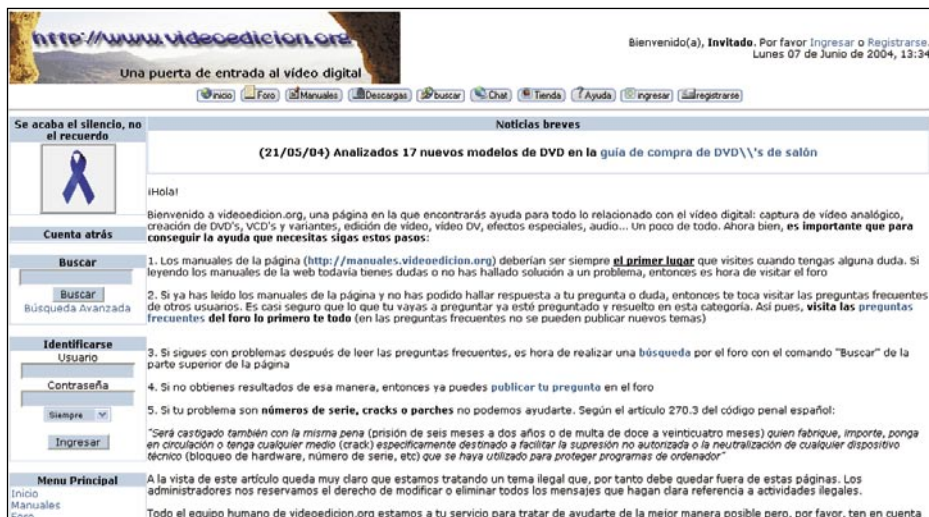 http://www.videoedicion.org
Una puerta de entrada al vídeo digital
Bienvenido(a), Invitado. Por favor Ingresar o Registrarse.
Lunes 07 de Junio de 2004, 13:34
inicio Foro Manuales Descargas buscar Chat Tienda Ayuda ingresar registrarse
Se acaba el silencio, no
el recuerdo
Cuenta atrás
Buscar
Buscar
Búsqueda Avanzada
Identificarse
Usuario
Contraseña
Siempre
Ingresar
Menu Principal
Inicio
Manuales
Foro
Noticias breves
(21/05/04) Analizados 17 nuevos modelos de DVD en la guía de compra de DVD\\'s de salón
¡Hola!
Bienvenido a videoedicion.org, una página en la que encontrarás ayuda para todo lo relacionado con el vídeo digital: captura de vídeo analógico,
creación de DVD's, VCD's y variantes, edición de vídeo, vídeo DV, efectos especiales, audio... Un poco de todo. Ahora bien, es importante que para
conseguir la ayuda que necesitas sigas estos pasos:
1. Los manuales de la página (http://manuales.videoedicion.org) deberían ser siempre el primer lugar que visites cuando tengas alguna duda. Si
leyendo los manuales de la web todavía tienes dudas o no has hallado solución a un problema, entonces es hora de visitar el foro
2. Si ya has leído los manuales de la página y no has podido hallar respuesta a tu pregunta o duda, entonces te toca visitar las preguntas frecuentes
de otros usuarios. Es casi seguro que lo que tu vayas a preguntar ya esté preguntado y resuelto en esta categoría. Así pues, visita las preguntas
frecuentes del foro lo primero te todo (en las preguntas frecuentes no se pueden publicar nuevos temas)
3. Si sigues con problemas después de leer las preguntas frecuentes, es hora de realizar una búsqueda por el foro con el comando "Buscar" de la
parte superior de la página
4. Si no obtienes resultados de esa manera, entonces ya puedes publicar tu pregunta en el foro
5. Si tu problema son números de serie, cracks o parches no podemos ayudarte. Según el artículo 270.3 del código penal español:
"Será castigado también con la misma pena (prisión de seis meses a dos años o de multa de doce a veinticuatro meses) quien fabrique, importe, ponga
en circulación o tenga cualquier medio (crack) específicamente destinado a facilitar la supresión no autorizada o la neutralización de cualquier dispositivo
técnico (bloqueo de hardware, número de serie, etc) que se haya utilizado para proteger programas de ordenador"
A la vista de este artículo queda muy claro que estamos tratando un tema ilegal que, por tanto debe quedar fuera de estas páginas. Los
administradores nos reservamos el derecho de modificar o eliminar todos los mensajes que hagan clara referencia a actividades ilegales.
Todo el equipo humano de videoedicion.org estamos a tu servicio para tratar de ayudarte de la mejor manera posible pero, por favor, ten en cuenta